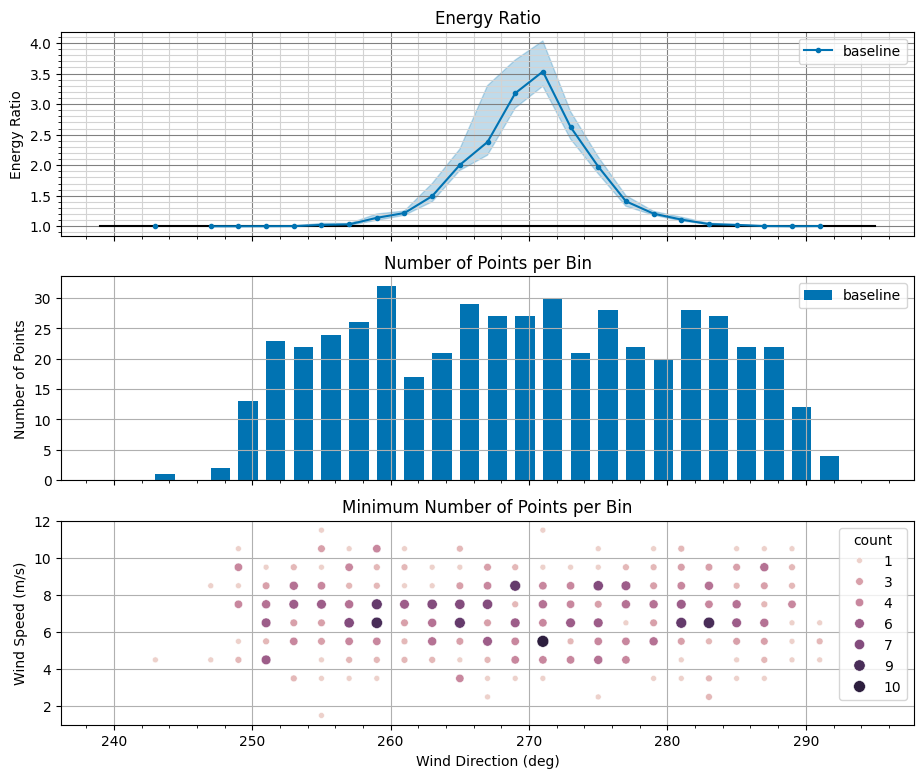 Energy Ratio
4.0
3.5
3.0
2.5
2.0
1.5
1.0
Energy Ratio
baseline
Number of Points per Bin
30
25
20
15
10
5
0
Number of Points
baseline
Minimum Number of Points per Bin
12
10
8
6
4
2
Wind Speed (m/s)
count
1
3
4
6
7
9
10
240 250 260 270 280 290
Wind Direction (deg)